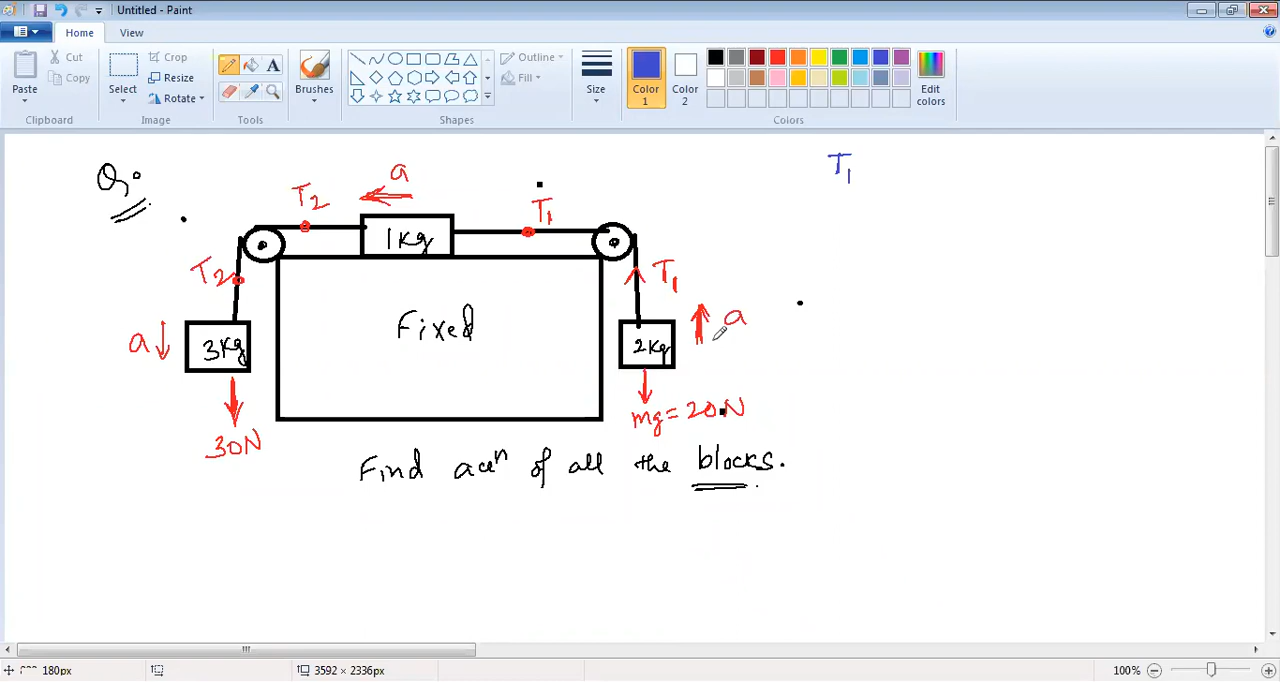 Untitled - Paint
Home View
Paste
Cut
Copy
Clipboard
Select
Crop
Resize
Rotate
Image
A
Tools
Brushes
Shapes
Outline
Fill
Size
Color 1
Color 2
Colors
Edit colors
Q,:
a
T2
T1
T1
1kg
T2
T1
Fixed
a
a
3kg
2kg
mg = 20N
30N
Find accn of all the blocks.
180px
3592 × 2336px
100%